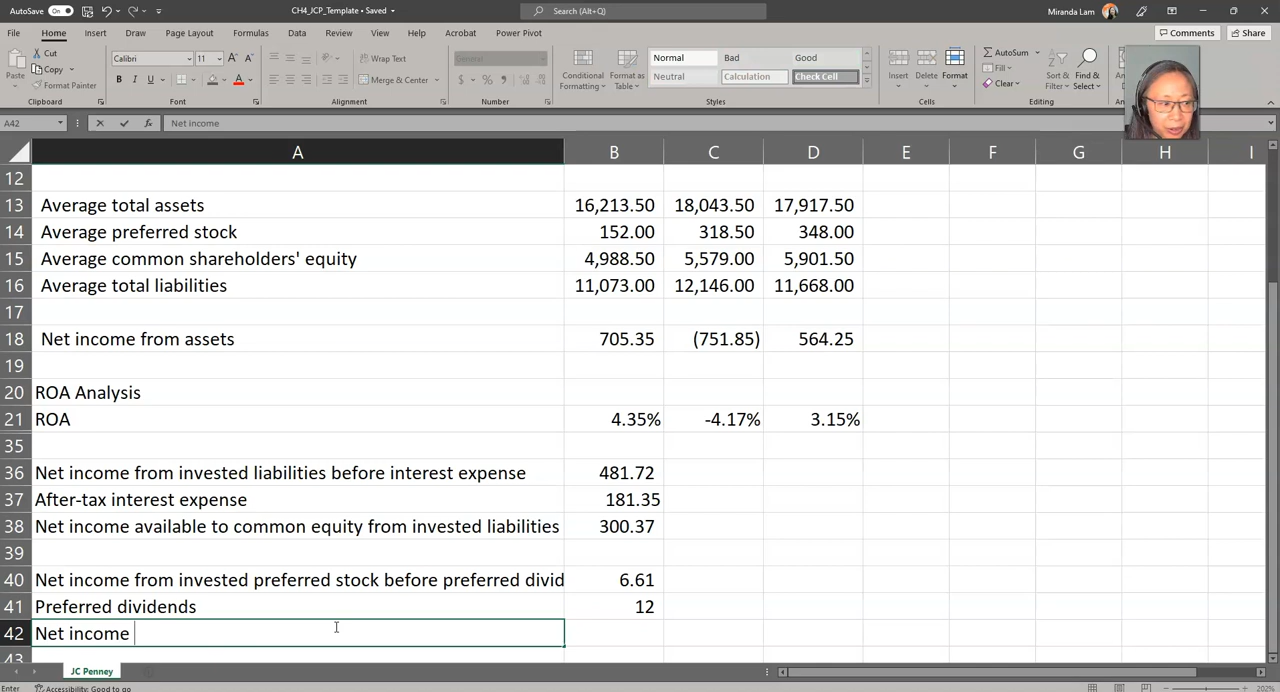 AutoSave On CH4_JCP_Template • Saved Search (Alt+Q) Miranda Lam
File Home Insert Draw Page Layout Formulas Data Review View Help Acrobat Power Pivot Comments Share
Cut Calibri 11 Wrap Text General Normal Bad Good AutoSum
Paste Copy Format Painter B I U Merge & Center $ % Conditional Formatting Format as Table Neutral Calculation Check Cell Insert Delete Format Fill Clear Sort & Filter Find & Select
Clipboard Font Alignment Number Styles Cells Editing
A42 fx Net income
A B C D E F G H I
12
13 Average total assets 16,213.50 18,043.50 17,917.50
14 Average preferred stock 152.00 318.50 348.00
15 Average common shareholders' equity 4,988.50 5,579.00 5,901.50
16 Average total liabilities 11,073.00 12,146.00 11,668.00
17
18 Net income from assets 705.35 (751.85) 564.25
19
20 ROA Analysis
21 ROA 4.35% -4.17% 3.15%
35
36 Net income from invested liabilities before interest expense 481.72
37 After-tax interest expense 181.35
38 Net income available to common equity from invested liabilities 300.37
39
40 Net income from invested preferred stock before preferred divid 6.61
41 Preferred dividends 12
42 Net income
43
JC Penney
Enter Accessibility: Good to go 202%